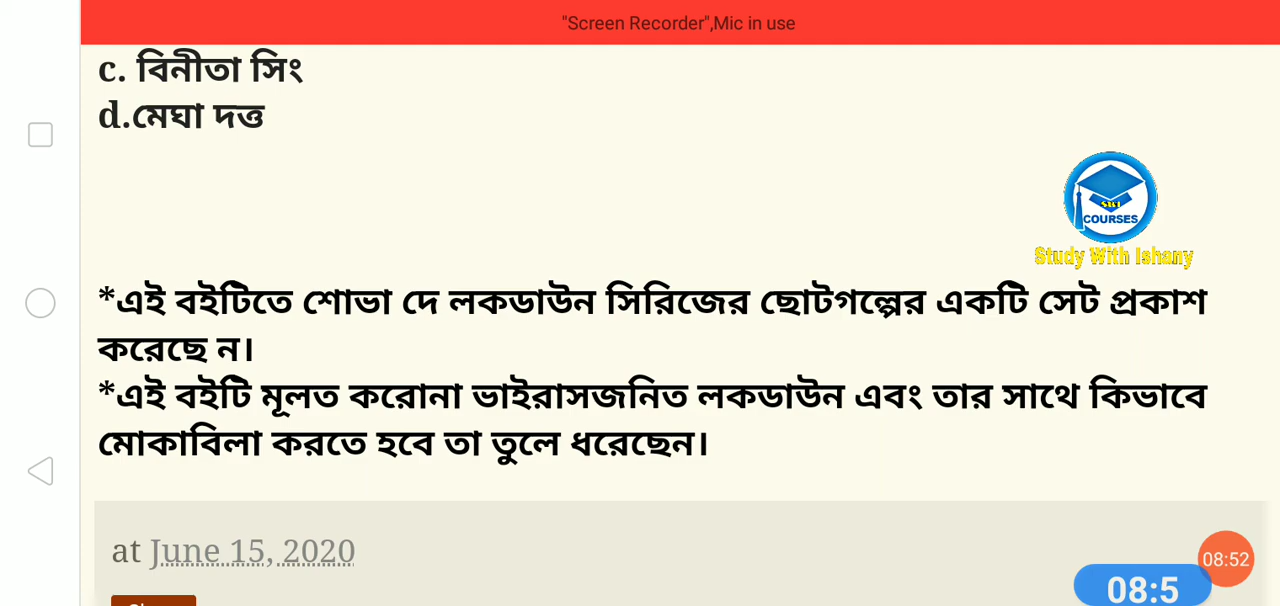 "Screen Recorder",Mic in use
c. বিনীতা সিং
d.মেঘা দত্ত
SWI
COURSES
Study With Ishany
*এই বইটিতে শোভা দে লকডাউন সিরিজের ছোটগল্পের একটি সেট প্রকাশ
করেছে ন।
*এই বইটি মূলত করোনা ভাইরাসজনিত লকডাউন এবং তার সাথে কিভাবে
মোকাবিলা করতে হবে তা তুলে ধরেছেন।
at June 15, 2020
08:52
08:5